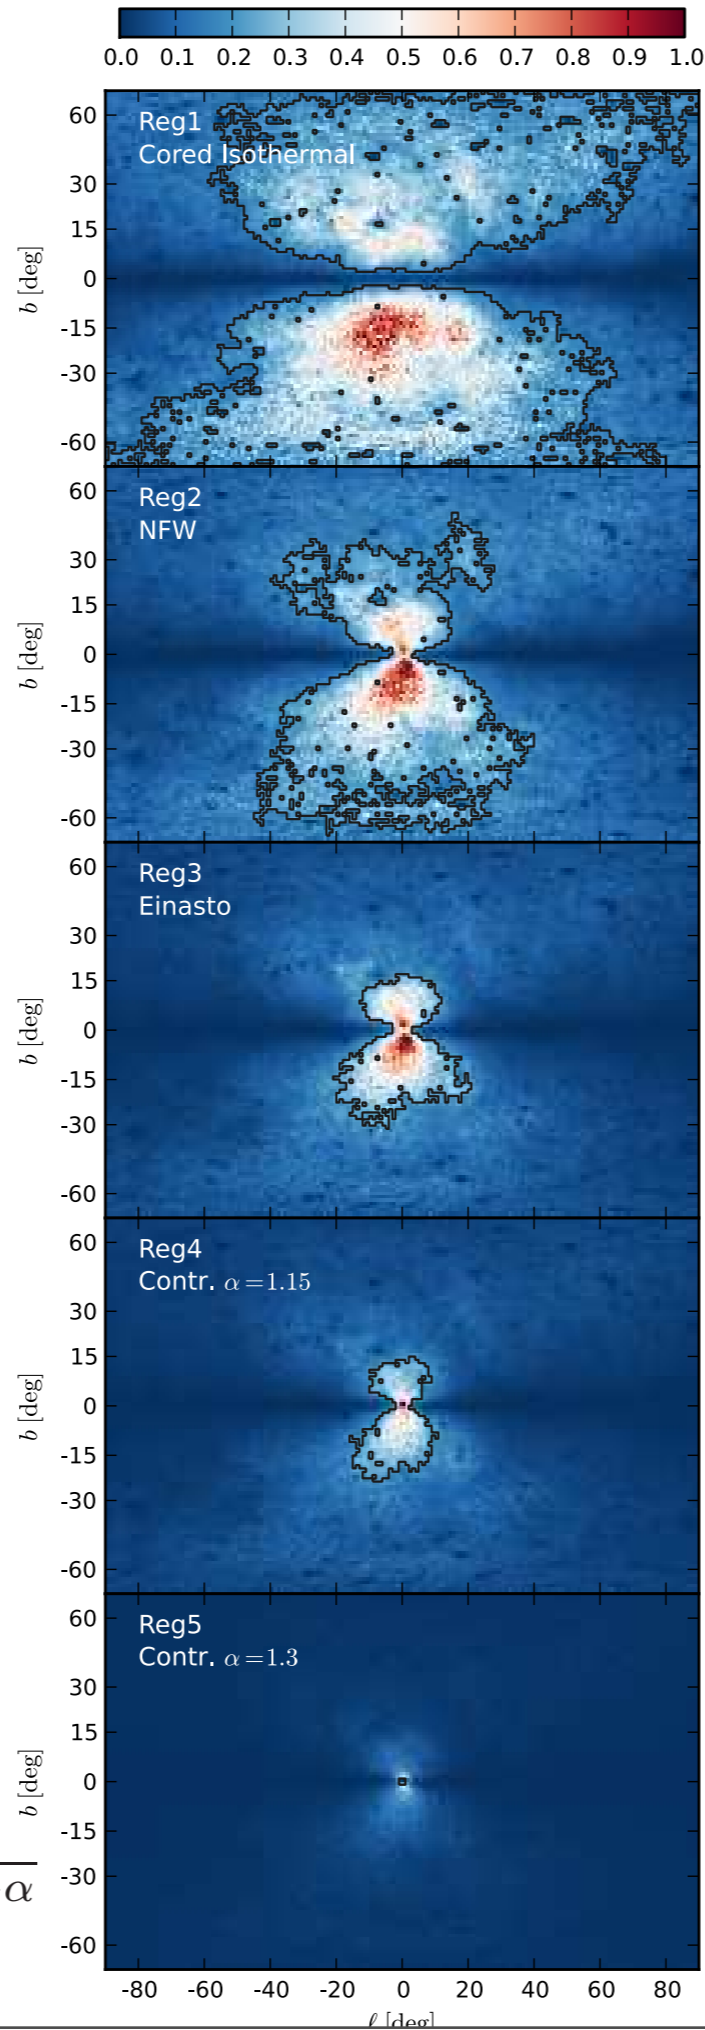 0.0 0.1 0.2 0.3 0.4 0.5 0.6 0.7 0.8 0.9 1.0
Reg1
Cored Isothermal
60
30
15
0
-15
-30
-60
b [deg]
Reg2
NFW
60
30
15
0
-15
-30
-60
b [deg]
Reg3
Einasto
60
30
15
0
-15
-30
-60
b [deg]
Reg4
Contr. α=1.15
60
30
15
0
-15
-30
-60
b [deg]
Reg5
Contr. α=1.3
60
30
15
0
-15
-30
-60
b [deg]
α
-80 -60 -40 -20 0 20 40 60 80
ℓ [deg]